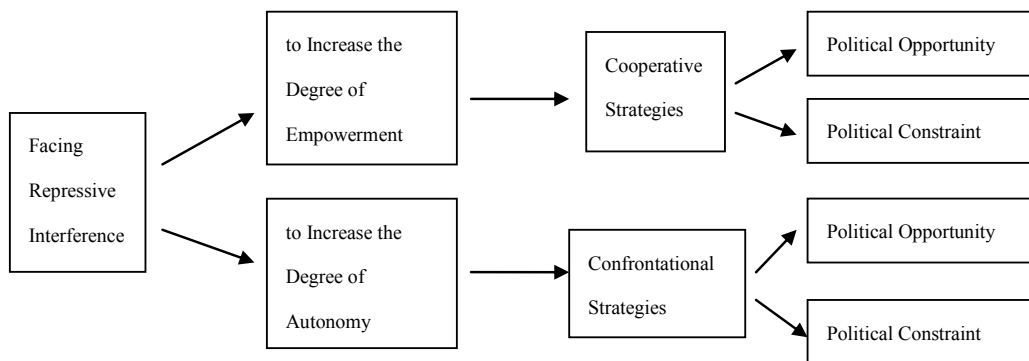 Facing
Repressive
Interference
to Increase the
Degree of
Empowerment
to Increase the
Degree of
Autonomy
Cooperative
Strategies
Confrontational
Strategies
Political Opportunity
Political Constraint
Political Opportunity
Political Constraint